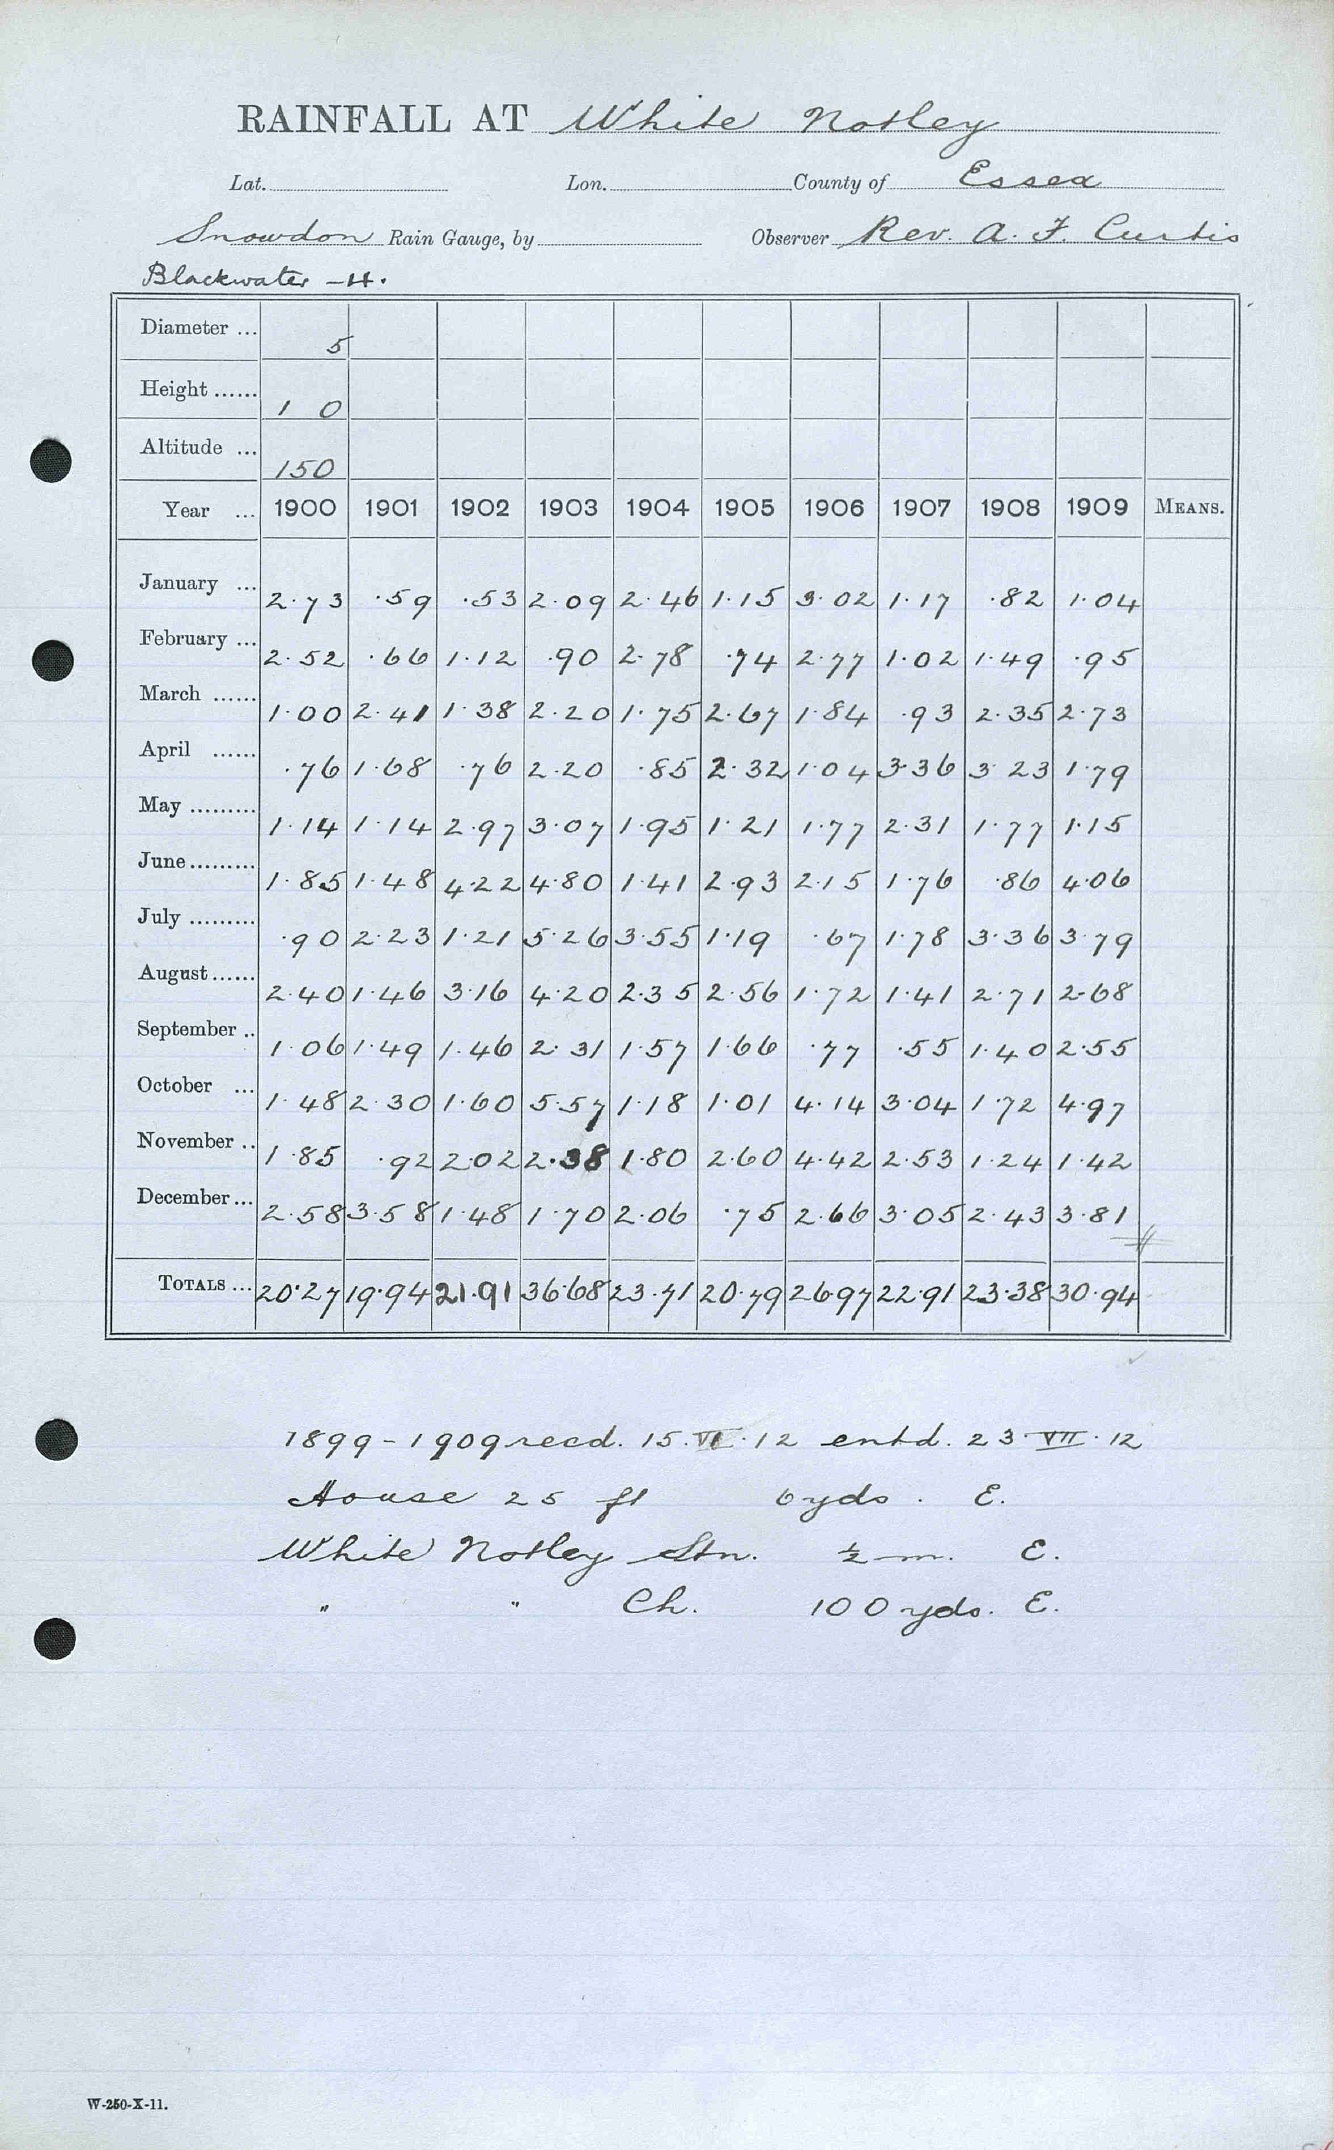 RAINFALL AT White Notley
Lat. Lon. County of Essex
Snowdon Rain Gauge, by Observer Rev. A. F. Curtis
Blackwater - H.
Diameter ... 5
Height ...... 1 0
Altitude ... 150
Year ... 1900 1901 1902 1903 1904 1905 1906 1907 1908 1909 MEANS.
January ... 2.73 .59 .53 2.09 2.46 1.15 3.02 1.17 .82 1.04
February ... 2.52 .66 1.12 .90 2.78 .74 2.77 1.02 1.49 .95
March ...... 1.00 2.41 1.38 2.20 1.75 2.67 1.84 .93 2.35 2.73
April ...... .76 1.68 .76 2.20 .85 2.32 1.04 3.36 3.23 1.79
May ......... 1.14 1.14 2.97 3.07 1.95 1.21 1.77 2.31 1.77 1.15
June ......... 1.85 1.48 4.22 4.80 1.41 2.93 2.15 1.76 .86 4.06
July ......... .90 2.23 1.21 5.26 3.55 1.19 .67 1.78 3.36 3.79
August ...... 2.40 1.46 3.16 4.20 2.35 2.56 1.72 1.41 2.71 2.68
September .. 1.06 1.49 1.46 2.31 1.57 1.66 .77 .55 1.40 2.55
October ... 1.48 2.30 1.60 5.57 1.18 1.01 4.14 3.04 1.72 4.97
November .. 1.85 .92 2.02 2.38 1.80 2.60 4.42 2.53 1.24 1.42
December ... 2.58 3.58 1.48 1.70 2.06 .75 2.66 3.05 2.43 3.81
TOTALS ... 20.27 19.94 21.91 36.68 23.71 20.79 26.97 22.91 23.38 30.94
1899 - 1909 recd. 15.VI.12 entd. 23.VII.12
House 25 ft 6 yds. E.
White Notley Stn. ½ m. E.
" " Ch. 100 yds. E.
W-250-X-11.